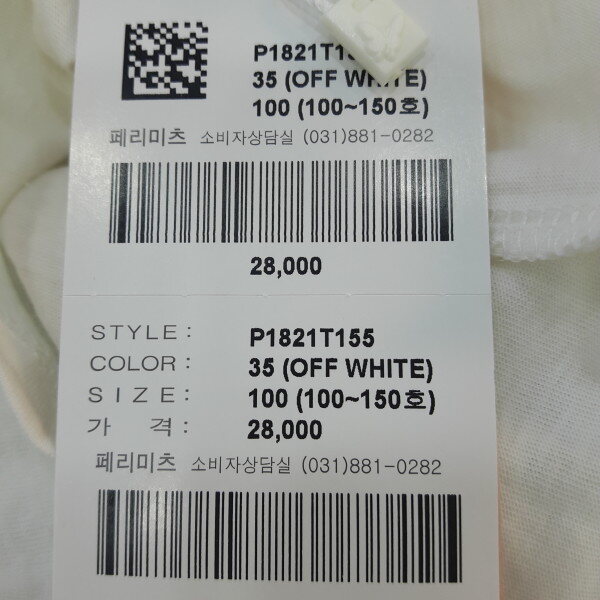 35 (OFF WHITE)
100 (100~150호)
페리미츠 소비자상담실 (031)881-0282
28,000
STYLE: P1821T155
COLOR: 35 (OFF WHITE)
SIZE: 100 (100~150호)
가 격: 28,000
페리미츠 소비자상담실 (031)881-0282